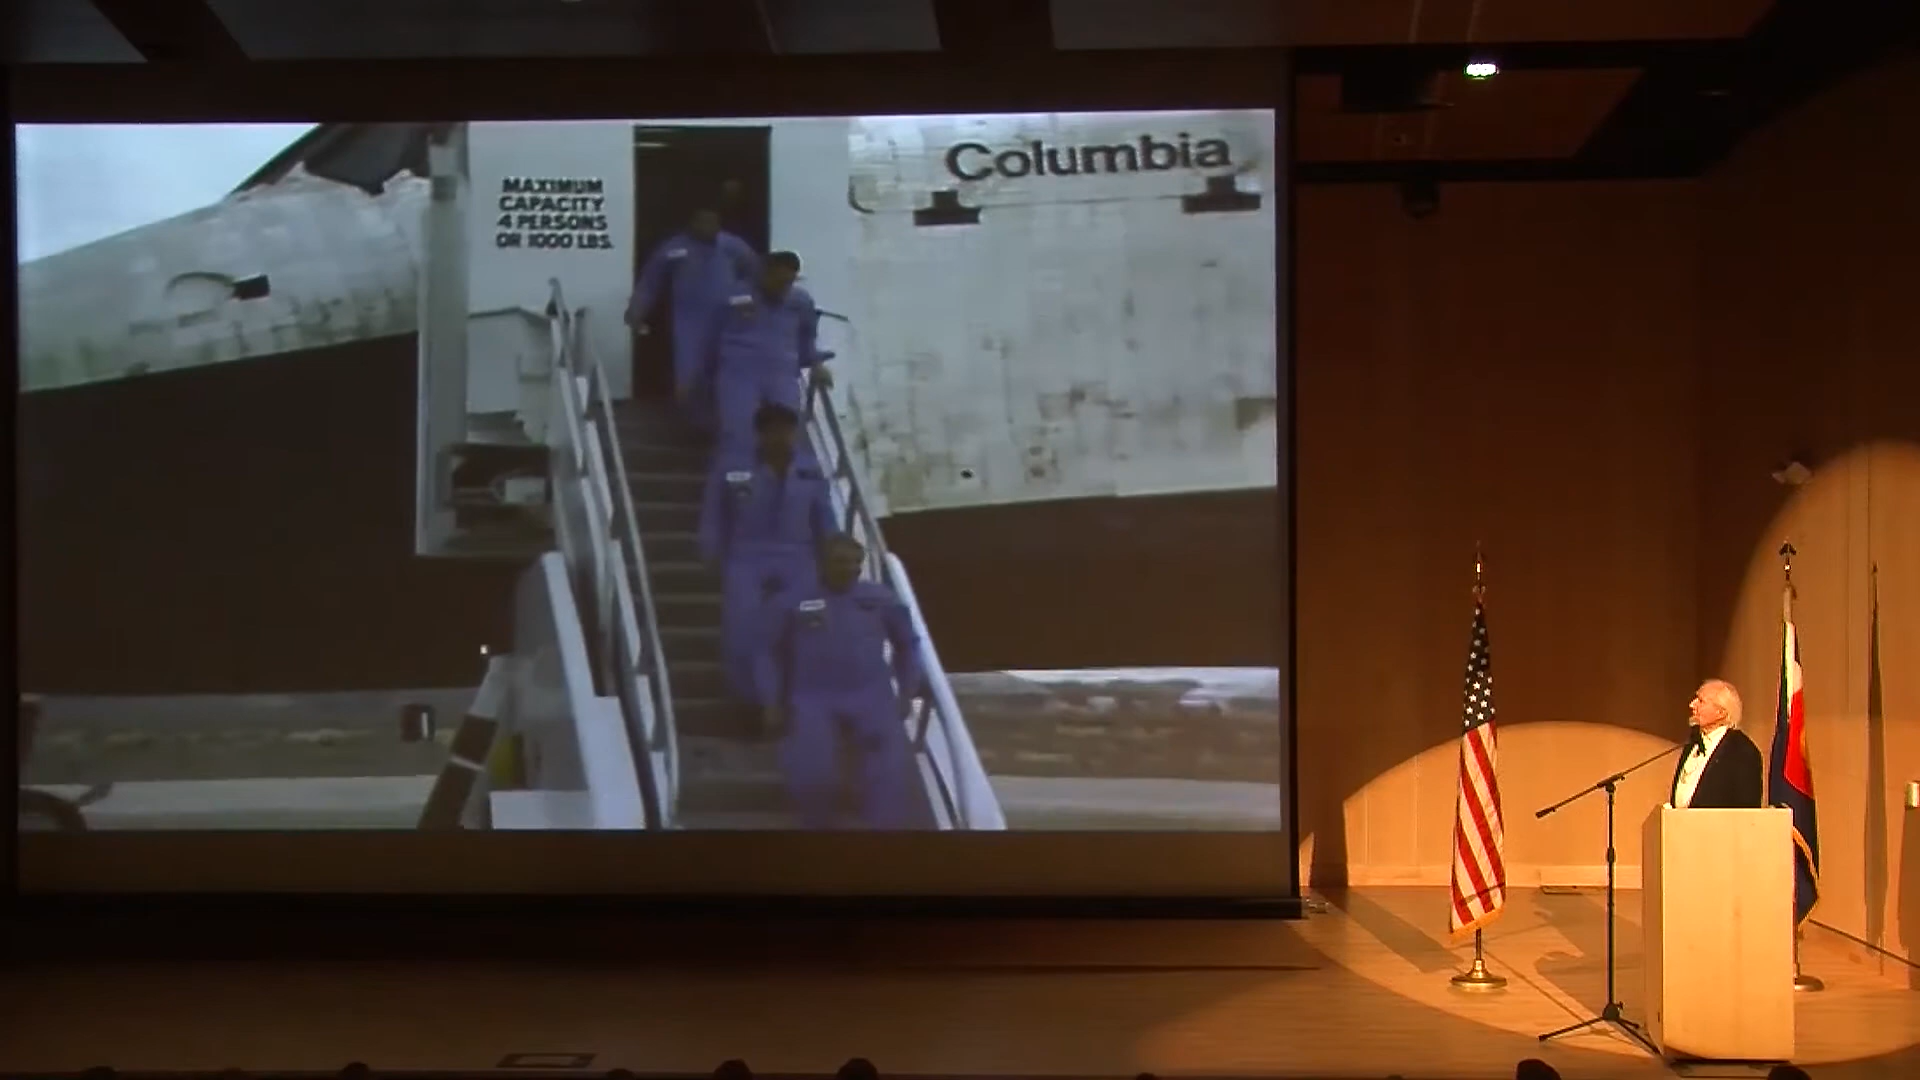 MAXIMUM
CAPACITY
4 PERSONS
OR 1000 LBS.
Columbia